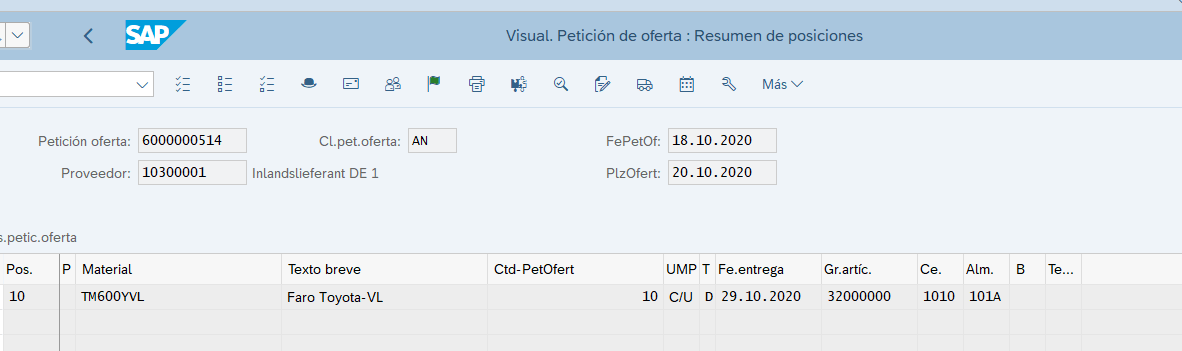 SAP
Visual. Petición de oferta : Resumen de posiciones
Más
Petición oferta: 6000000514 Cl.pet.oferta: AN FePetOf: 18.10.2020
Proveedor: 10300001 Inlandslieferant DE 1 PlzOfert: 20.10.2020
s.petic.oferta
Pos. P Material Texto breve Ctd-PetOfert UMP T Fe.entrega Gr.artíc. Ce. Alm. B Te...
10 TM600YVL Faro Toyota-VL 10 C/U D 29.10.2020 32000000 1010 101A